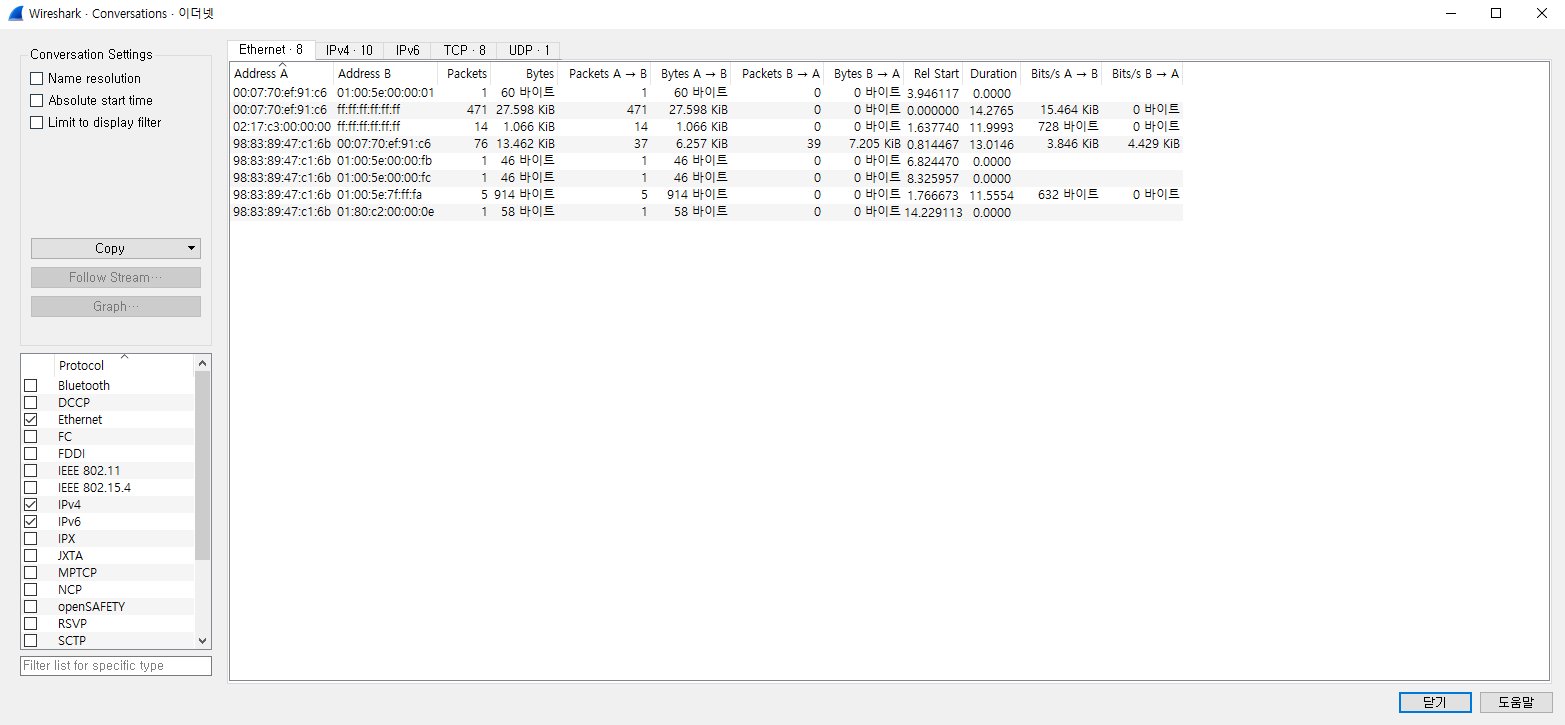 Wireshark · Conversations · 이더넷
Conversation Settings
Name resolution
Absolute start time
Limit to display filter
Copy
Follow Stream···
Graph···
Protocol
Bluetooth
DCCP
Ethernet
FC
FDDI
IEEE 802.11
IEEE 802.15.4
IPv4
IPv6
IPX
JXTA
MPTCP
NCP
openSAFETY
RSVP
SCTP
Filter list for specific type
Ethernet · 8 IPv4 · 10 IPv6 TCP · 8 UDP · 1
Address A Address B Packets Bytes Packets A → B Bytes A → B Packets B → A Bytes B → A Rel Start Duration Bits/s A → B Bits/s B → A
00:07:70:ef:91:c6 01:00:5e:00:00:01 1 60 바이트 1 60 바이트 0 0 바이트 3.946117 0.0000
00:07:70:ef:91:c6 ff:ff:ff:ff:ff:ff 471 27.598 KiB 471 27.598 KiB 0 0 바이트 0.000000 14.2765 15.464 KiB 0 바이트
02:17:c3:00:00:00 ff:ff:ff:ff:ff:ff 14 1.066 KiB 14 1.066 KiB 0 0 바이트 1.637740 11.9993 728 바이트 0 바이트
98:83:89:47:c1:6b 00:07:70:ef:91:c6 76 13.462 KiB 37 6.257 KiB 39 7.205 KiB 0.814467 13.0146 3.846 KiB 4.429 KiB
98:83:89:47:c1:6b 01:00:5e:00:00:fb 1 46 바이트 1 46 바이트 0 0 바이트 6.824470 0.0000
98:83:89:47:c1:6b 01:00:5e:00:00:fc 1 46 바이트 1 46 바이트 0 0 바이트 8.325957 0.0000
98:83:89:47:c1:6b 01:00:5e:7f:ff:fa 5 914 바이트 5 914 바이트 0 0 바이트 1.766673 11.5554 632 바이트 0 바이트
98:83:89:47:c1:6b 01:80:c2:00:00:0e 1 58 바이트 1 58 바이트 0 0 바이트 14.229113 0.0000
닫기 도움말